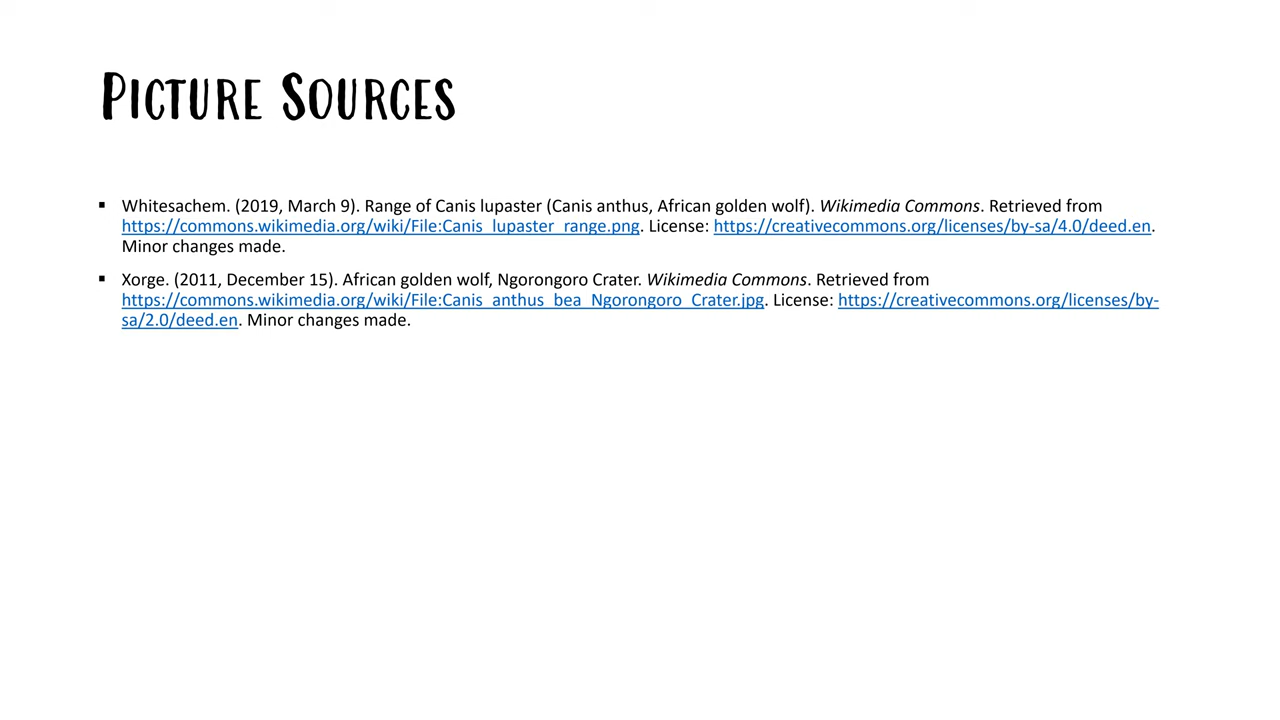 Picture Sources
▪ Whitesachem. (2019, March 9). Range of Canis lupaster (Canis anthus, African golden wolf). Wikimedia Commons. Retrieved from
https://commons.wikimedia.org/wiki/File:Canis_lupaster_range.png. License: https://creativecommons.org/licenses/by-sa/4.0/deed.en.
Minor changes made.
▪ Xorge. (2011, December 15). African golden wolf, Ngorongoro Crater. Wikimedia Commons. Retrieved from
https://commons.wikimedia.org/wiki/File:Canis_anthus_bea_Ngorongoro_Crater.jpg. License: https://creativecommons.org/licenses/by-
sa/2.0/deed.en. Minor changes made.